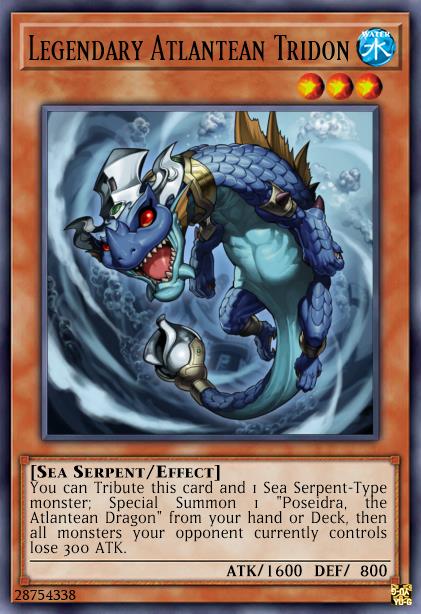 Legendary Atlantean Tridon
WATER
水
[Sea Serpent/Effect]
You can Tribute this card and 1 Sea Serpent-Type
monster; Special Summon 1 "Poseidra, the
Atlantean Dragon" from your hand or Deck, then
all monsters your opponent currently controls
lose 300 ATK.
ATK/1600 DEF/ 800
28754338